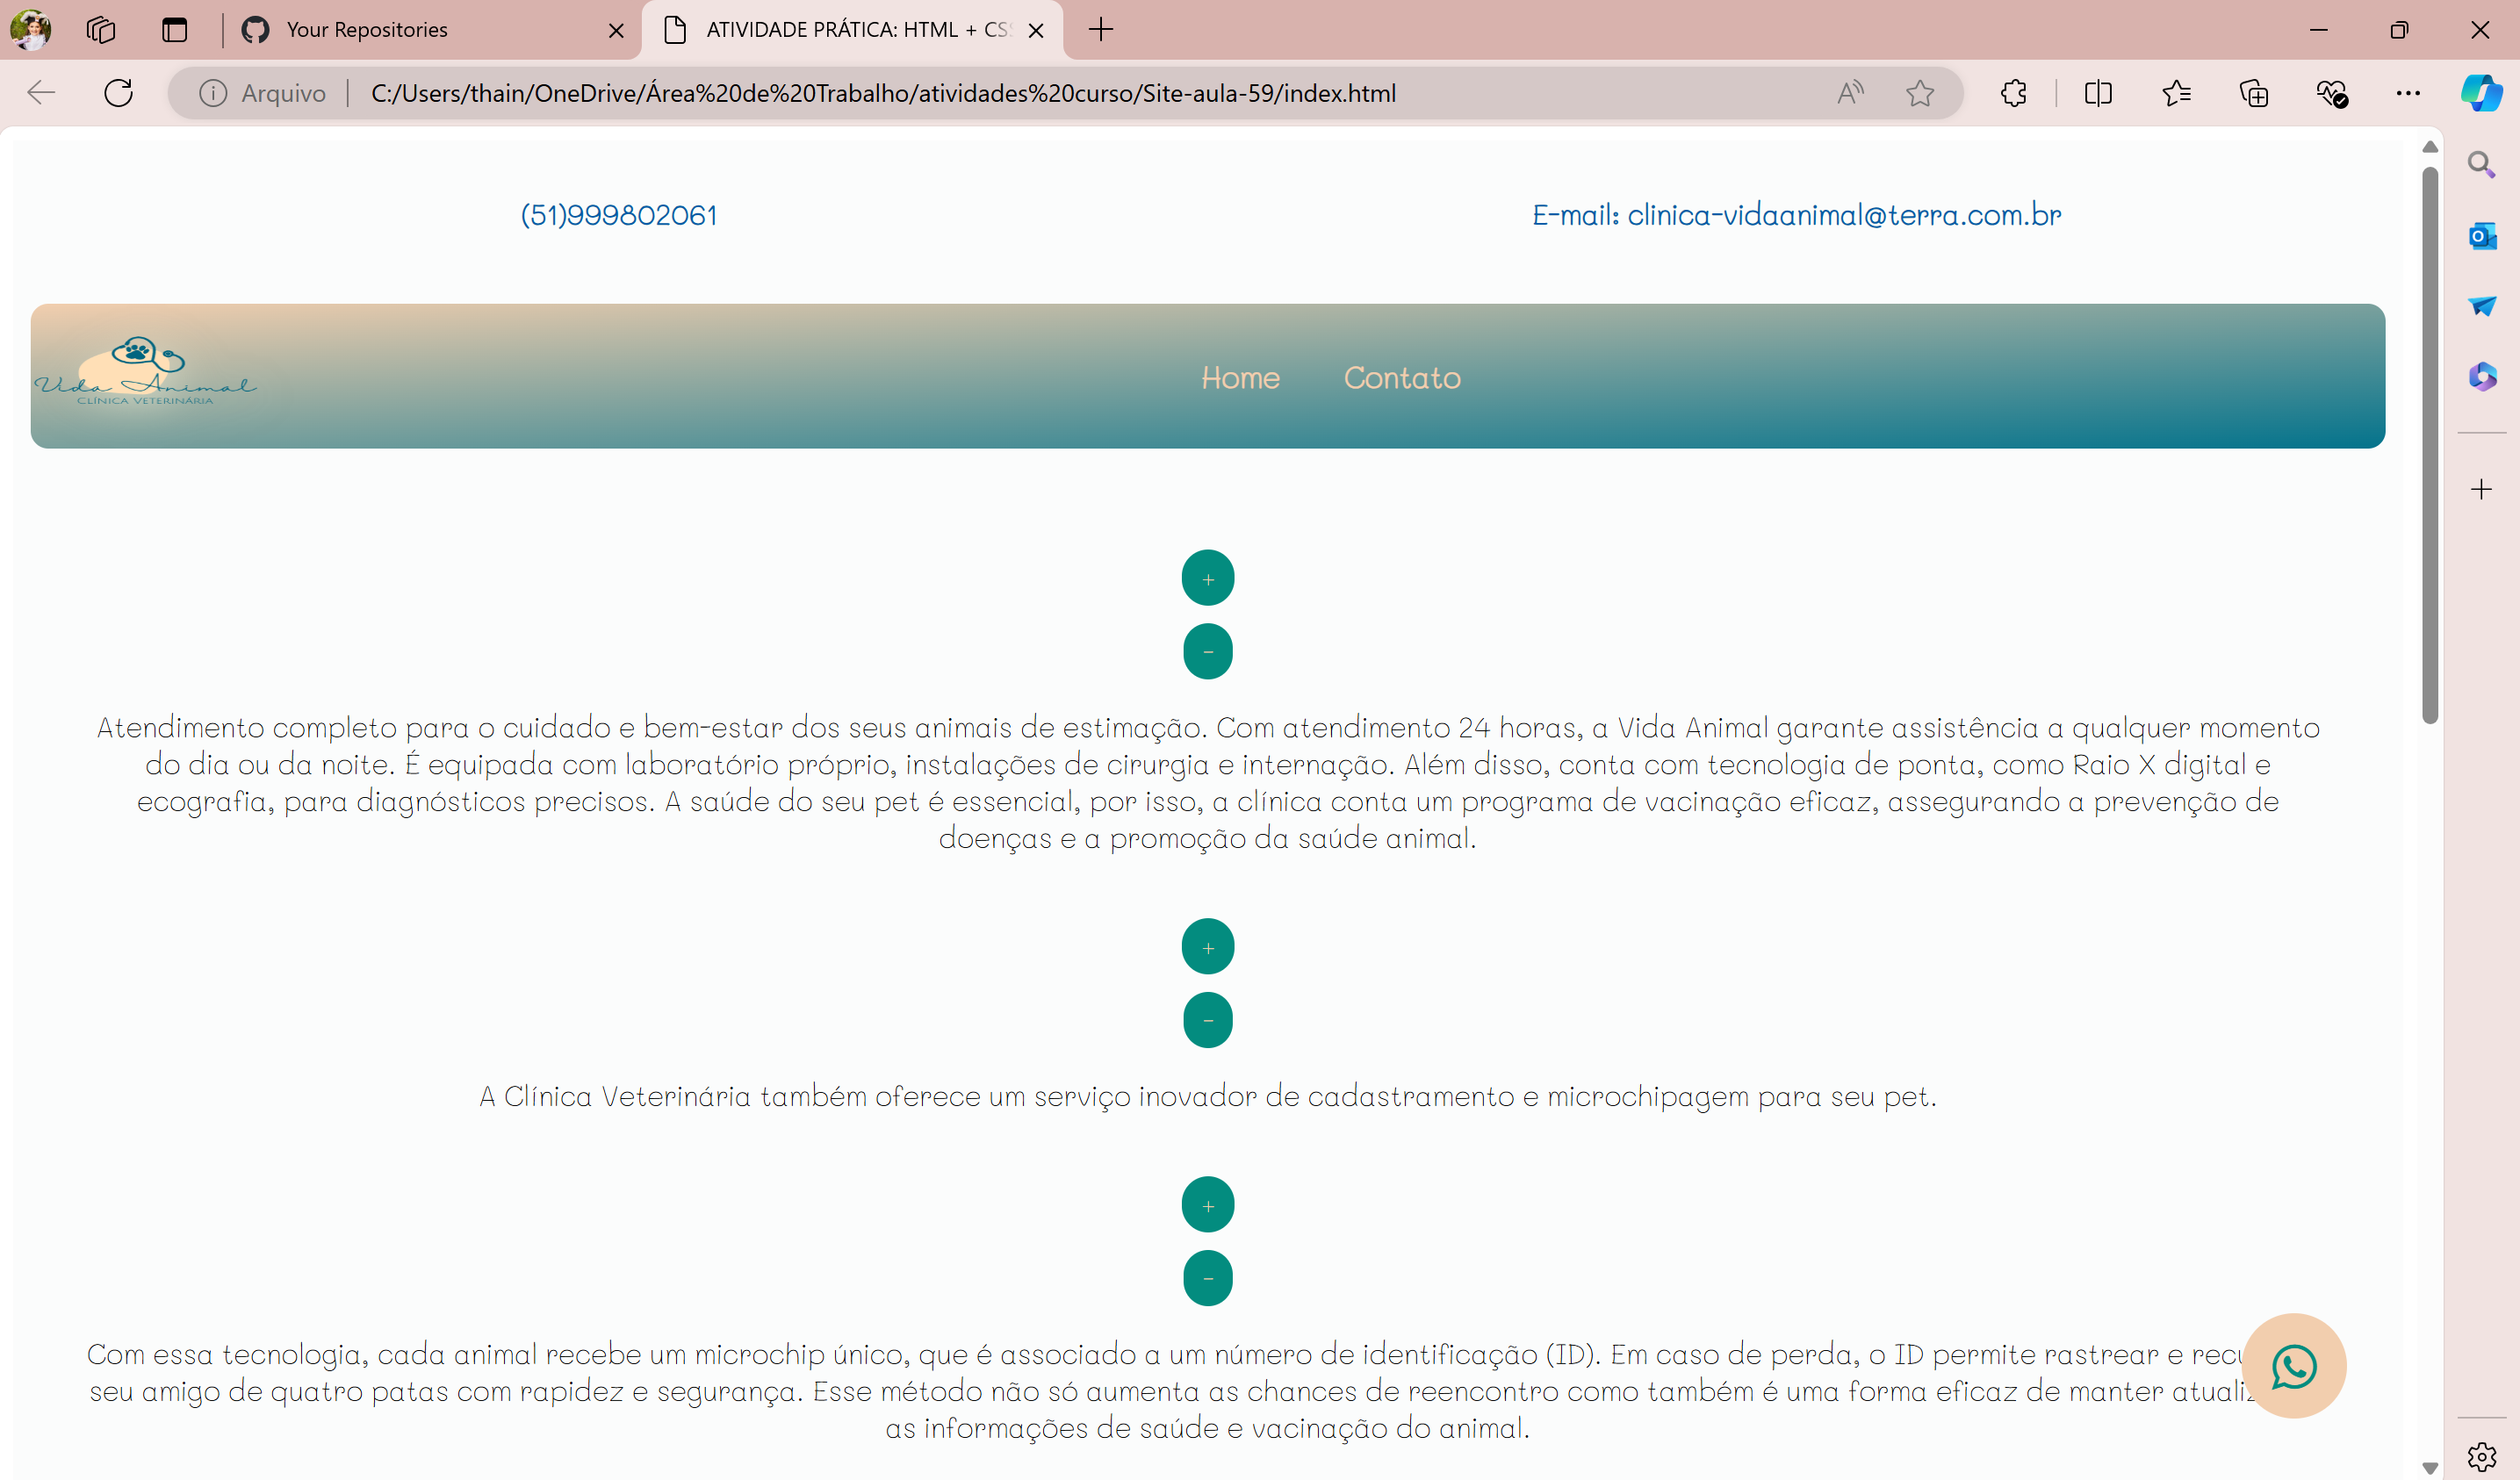 Your Repositories
ATIVIDADE PRÁTICA: HTML + CS
Arquivo
C:/Users/thain/OneDrive/Área%20de%20Trabalho/atividades%20curso/Site-aula-59/index.html
(51)999802061
E-mail: clinica-vidaanimal@terra.com.br
Vida Animal
CLÍNICA VETERINÁRIA
Home
Contato
+
-
Atendimento completo para o cuidado e bem-estar dos seus animais de estimação. Com atendimento 24 horas, a Vida Animal garante assistência a qualquer momento
do dia ou da noite. É equipada com laboratório próprio, instalações de cirurgia e internação. Além disso, conta com tecnologia de ponta, como Raio X digital e
ecografia, para diagnósticos precisos. A saúde do seu pet é essencial, por isso, a clínica conta um programa de vacinação eficaz, assegurando a prevenção de
doenças e a promoção da saúde animal.
+
-
A Clínica Veterinária também oferece um serviço inovador de cadastramento e microchipagem para seu pet.
+
-
Com essa tecnologia, cada animal recebe um microchip único, que é associado a um número de identificação (ID). Em caso de perda, o ID permite rastrear e
seu amigo de quatro patas com rapidez e segurança. Esse método não só aumenta as chances de reencontro como também é uma forma eficaz de manter
as informações de saúde e vacinação do animal.